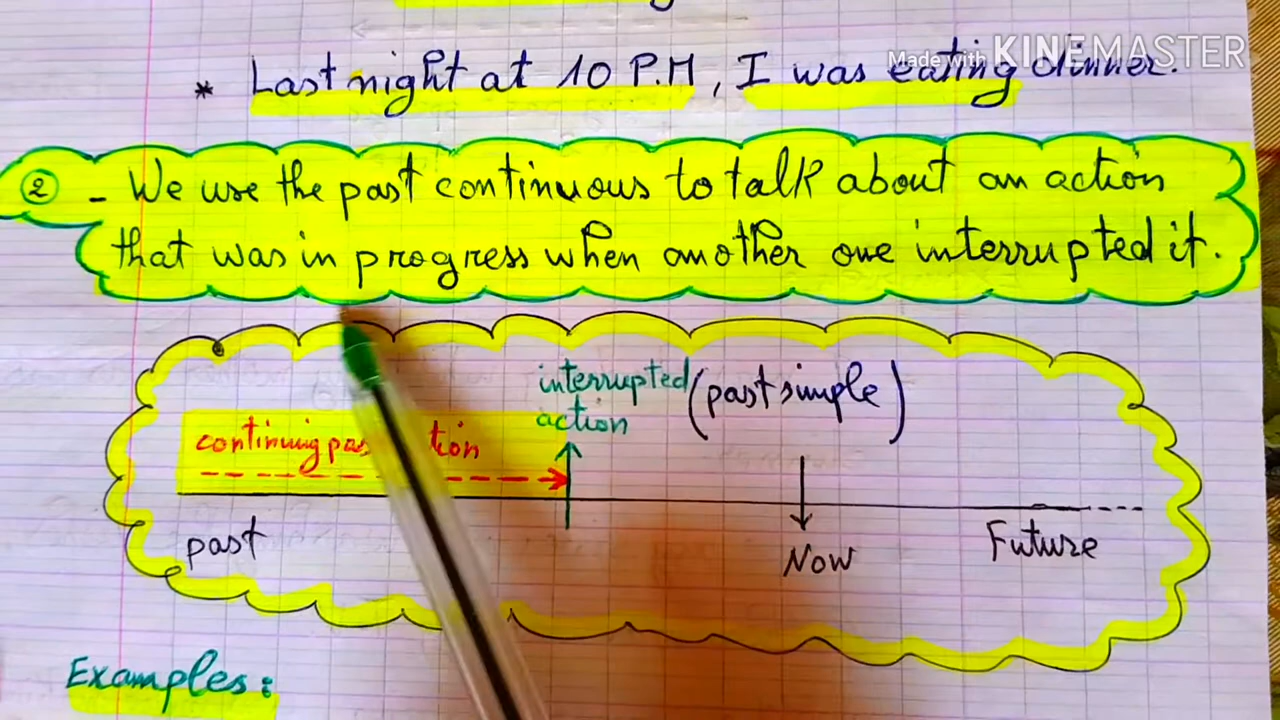 * Last night at 10 P.M, I was eating dinner.
Made with KINEMASTER
② - We use the past continuous to talk about an action
that was in progress when another one interrupted it.
interrupted
action
(past simple)
continuing
past
Now
Future
Examples: